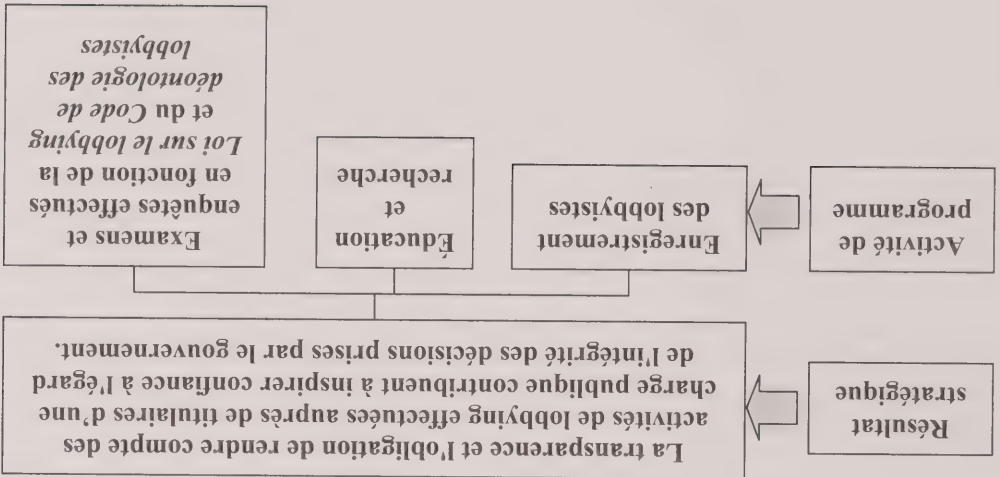 Résultat
stratégique
La transparence et l'obligation de rendre compte des
activités de lobbying effectuées auprès de titulaires d'une
charge publique contribuent à inspirer confiance à l'égard
de l'intégrité des décisions prises par le gouvernement.
Activité de
programme
Enregistrement
des lobbyistes
Éducation
et
recherche
Examens et
enquêtes effectués
en fonction de la
Loi sur le lobbying
et du Code de
déontologie des
lobbyistes